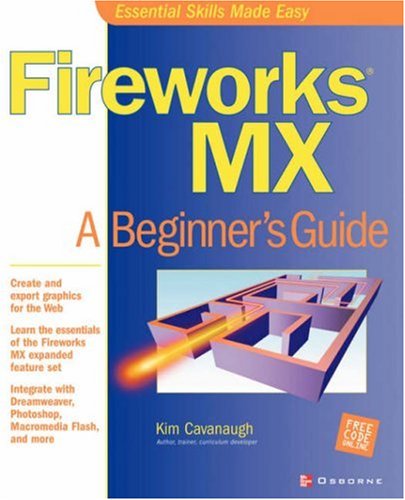 Essential Skills Made Easy
Fireworks®
MX
A Beginner's Guide
Create and
export graphics
for the Web
Learn the essentials
of the Fireworks
MX expanded
feature set
Integrate with
Dreamweaver,
Photoshop,
Macromedia Flash,
and more
Kim Cavanaugh
Author, trainer, curriculum developer
FREE
CODE
ONLINE
OSBORNE